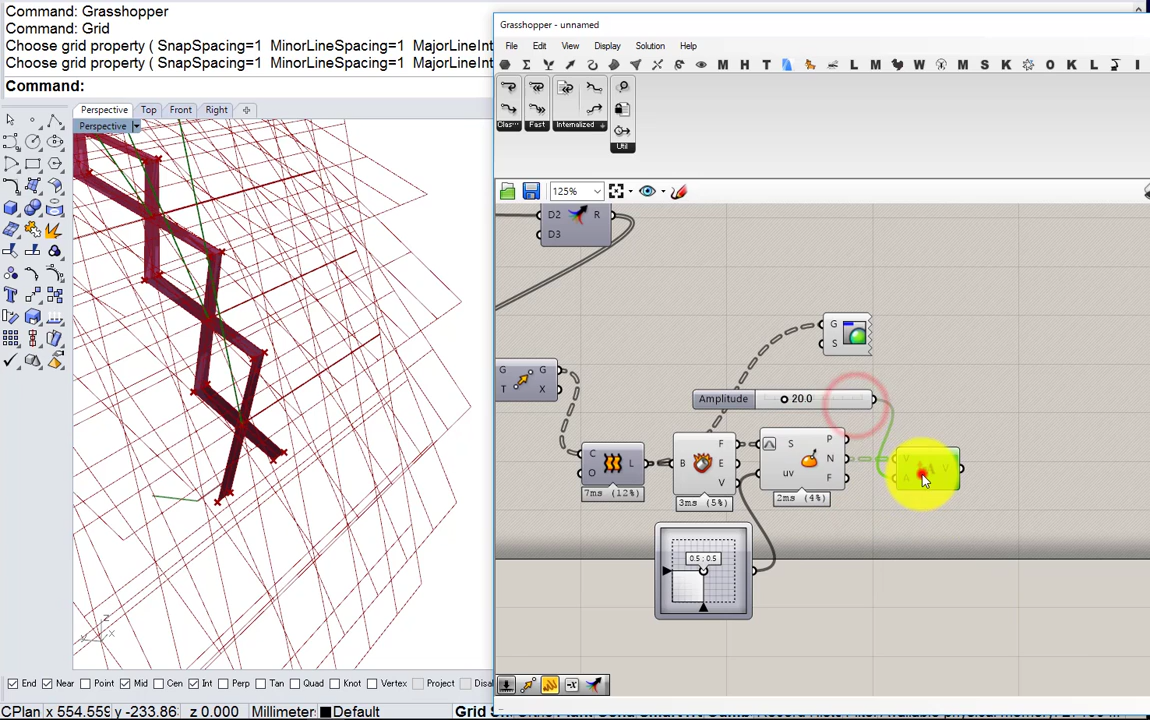 Command: Grasshopper
Command: Grid
Choose grid property ( SnapSpacing=1 MinorLineSpacing=1 MajorLineInt
Choose grid property ( SnapSpacing=1 MinorLineSpacing=1 MajorLineInt
Command:
Perspective Top Front Right
Perspective
Grasshopper - unnamed
File Edit View Display Solution Help
M H T L M W M S K O K L I
Fast Internalized Util
125%
D2 R
D3
G
S
G G
T X
Amplitude 20.0
C L
O
7ms (12%)
B F
E
V
3ms (5%)
S P
uv N
F
2ms (4%)
V V
A
0.5 : 0.5
z
y x
End Near Point Mid Cen Int Perp Tan Quad Knot Vertex Project Disa
CPlan x 554.559 y -233.86 z 0.000 Millimeter Default